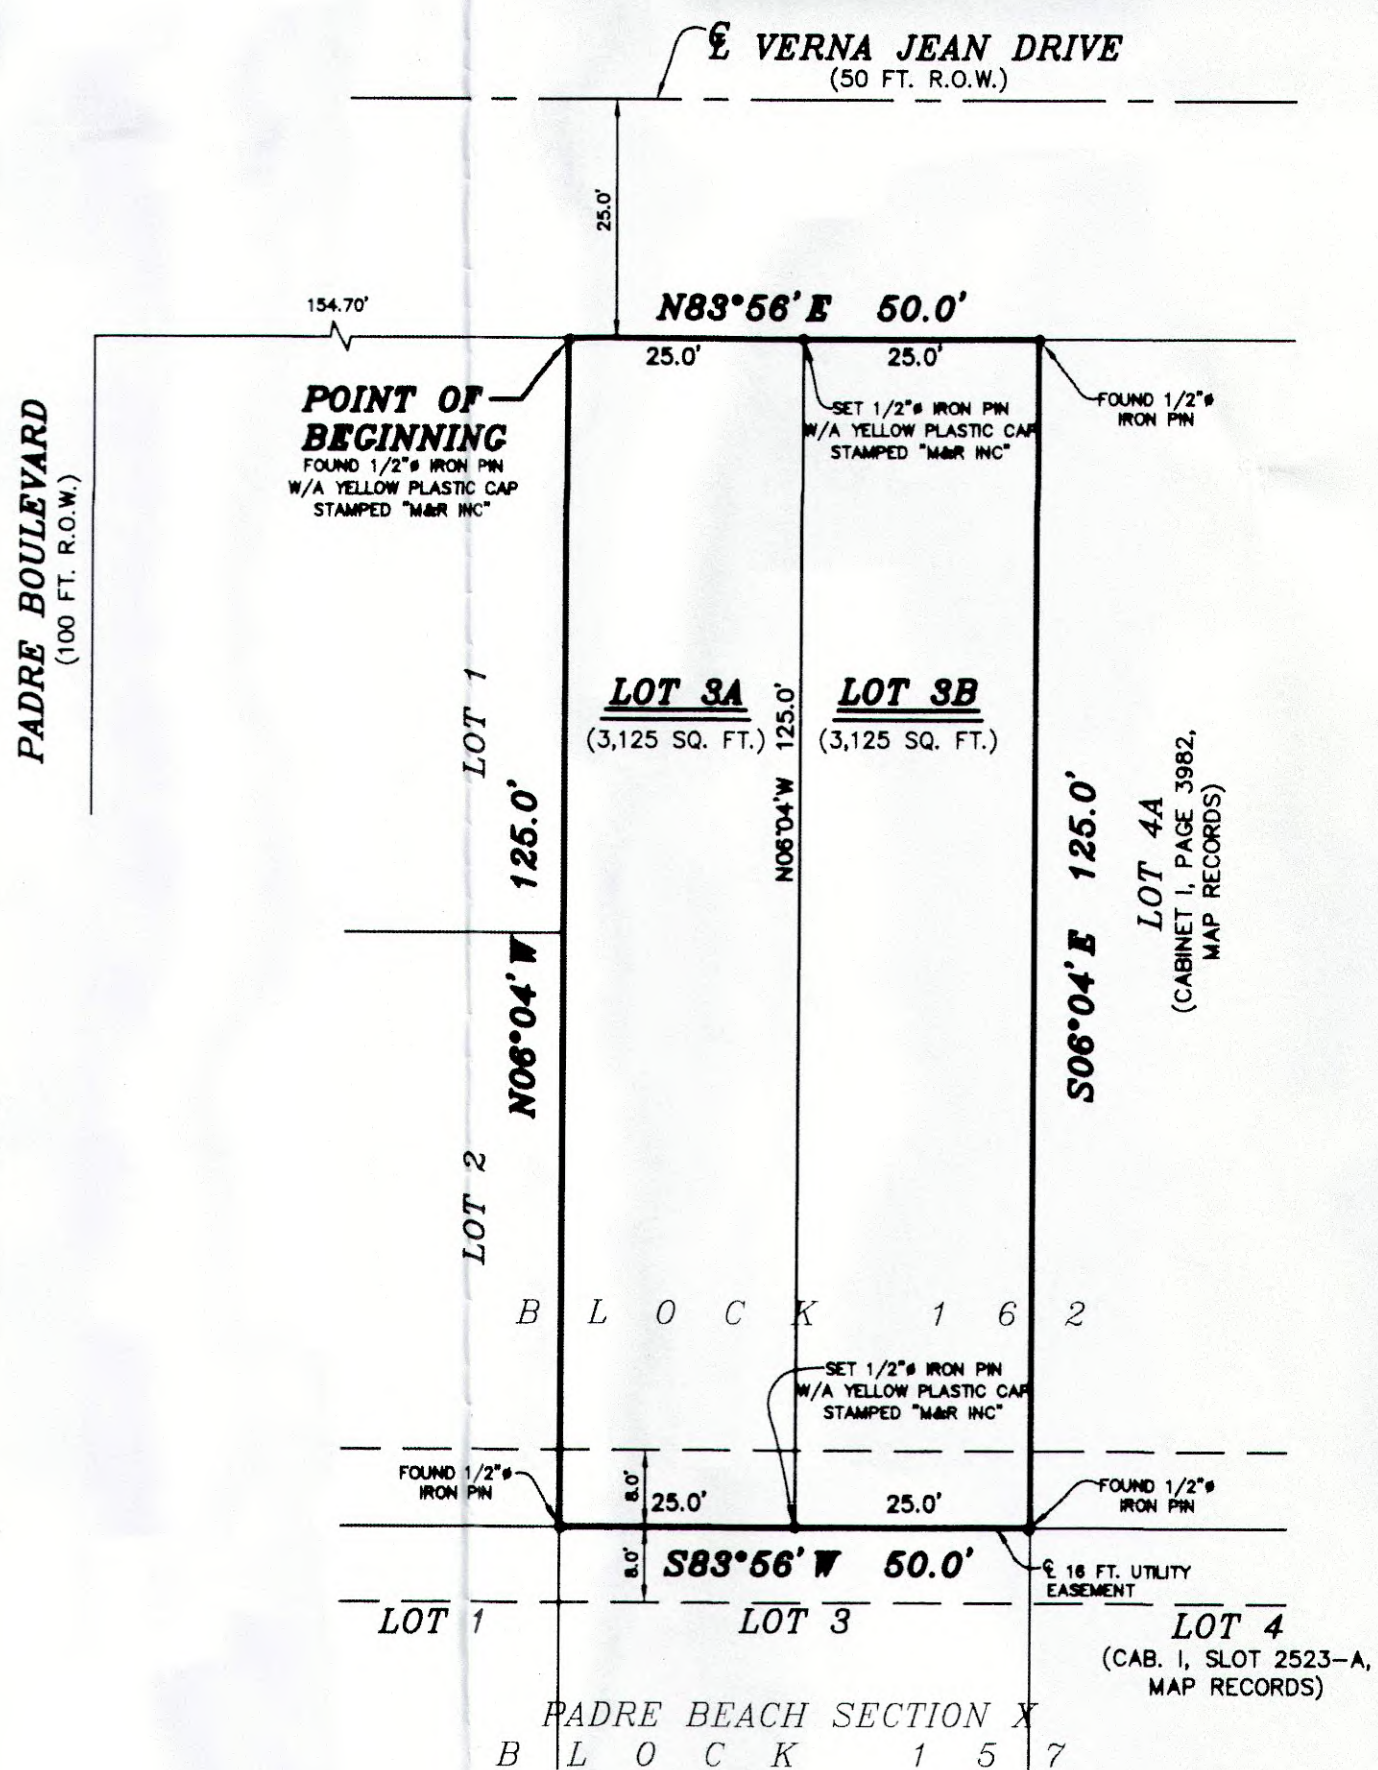 ℄ VERNA JEAN DRIVE
(50 FT. R.O.W.)
25.0'
154.70'
N83°56'E 50.0'
25.0'
25.0'
POINT OF
BEGINNING
FOUND 1/2"ø IRON PIN
W/A YELLOW PLASTIC CAP
STAMPED "M&R INC"
SET 1/2"ø IRON PIN
W/A YELLOW PLASTIC CAP
STAMPED "M&R INC"
FOUND 1/2"ø
IRON PIN
PADRE BOULEVARD
(100 FT. R.O.W.)
LOT 1
LOT 3A
(3,125 SQ. FT.)
N06°04'W 125.0'
LOT 3B
(3,125 SQ. FT.)
N06°04'W 125.0'
S06°04'E 125.0'
LOT 4A
(CABINET I, PAGE 3982,
MAP RECORDS)
LOT 2
BLOCK 162
SET 1/2"ø IRON PIN
W/A YELLOW PLASTIC CAP
STAMPED "M&R INC"
FOUND 1/2"ø
IRON PIN
8.0'
25.0'
25.0'
FOUND 1/2"ø
IRON PIN
8.0'
S83°56'W 50.0'
℄ 16 FT. UTILITY
EASEMENT
LOT 1
LOT 3
LOT 4
(CAB. I, SLOT 2523-A,
MAP RECORDS)
PADRE BEACH SECTION X
BLOCK 157